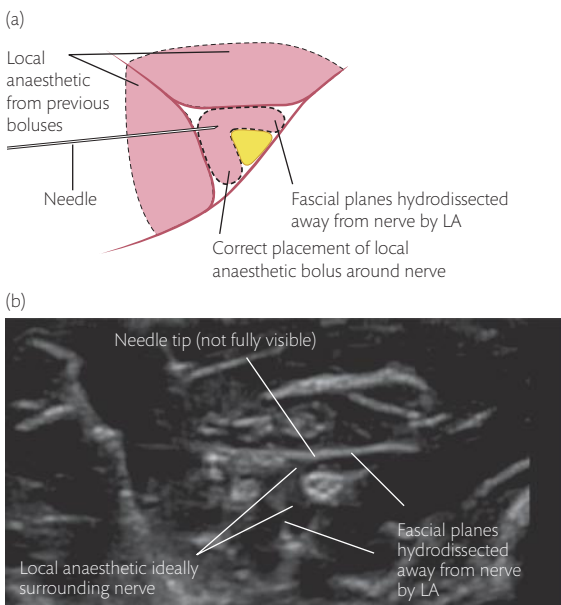 (a)
Local
anaesthetic
from previous
boluses
Needle
Fascial planes hydrodissected
away from nerve by LA
Correct placement of local
anaesthetic bolus around nerve
(b)
Needle tip (not fully visible)
Local anaesthetic ideally
surrounding nerve
Fascial planes
hydrodissected
away from nerve
by LA